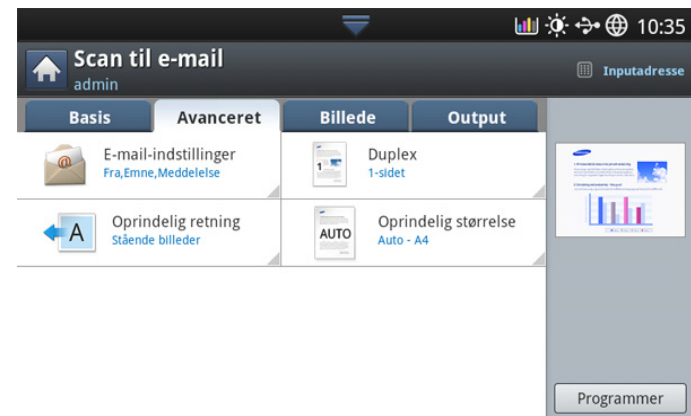 10:35
Scan til e-mail
admin
Inputadresse
Basis
Avanceret
Billede
Output
E-mail-indstillinger
Fra,Emne,Meddelelse
Duplex
1-sidet
1
Oprindelig retning
Stående billeder
A
Oprindelig størrelse
Auto - A4
AUTO
Programmer